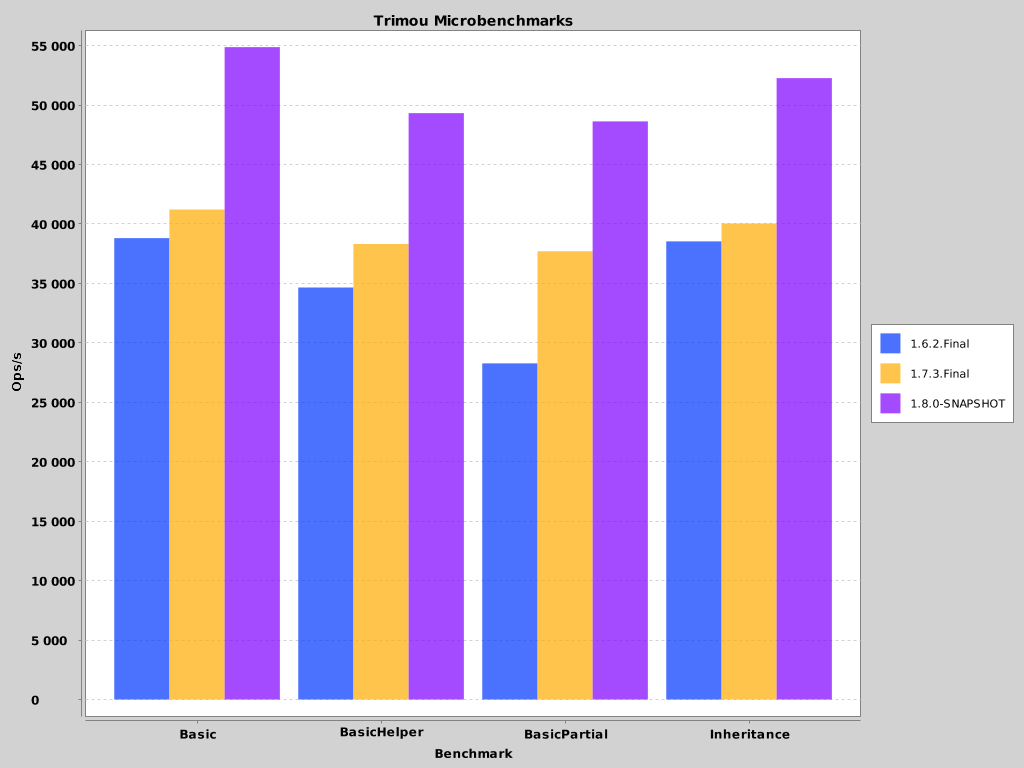 Trimou Microbenchmarks
55 000
50 000
45 000
40 000
35 000
30 000
25 000
20 000
15 000
10 000
5 000
0
Ops/s
Basic
BasicHelper
BasicPartial
Inheritance
Benchmark
1.6.2.Final
1.7.3.Final
1.8.0-SNAPSHOT